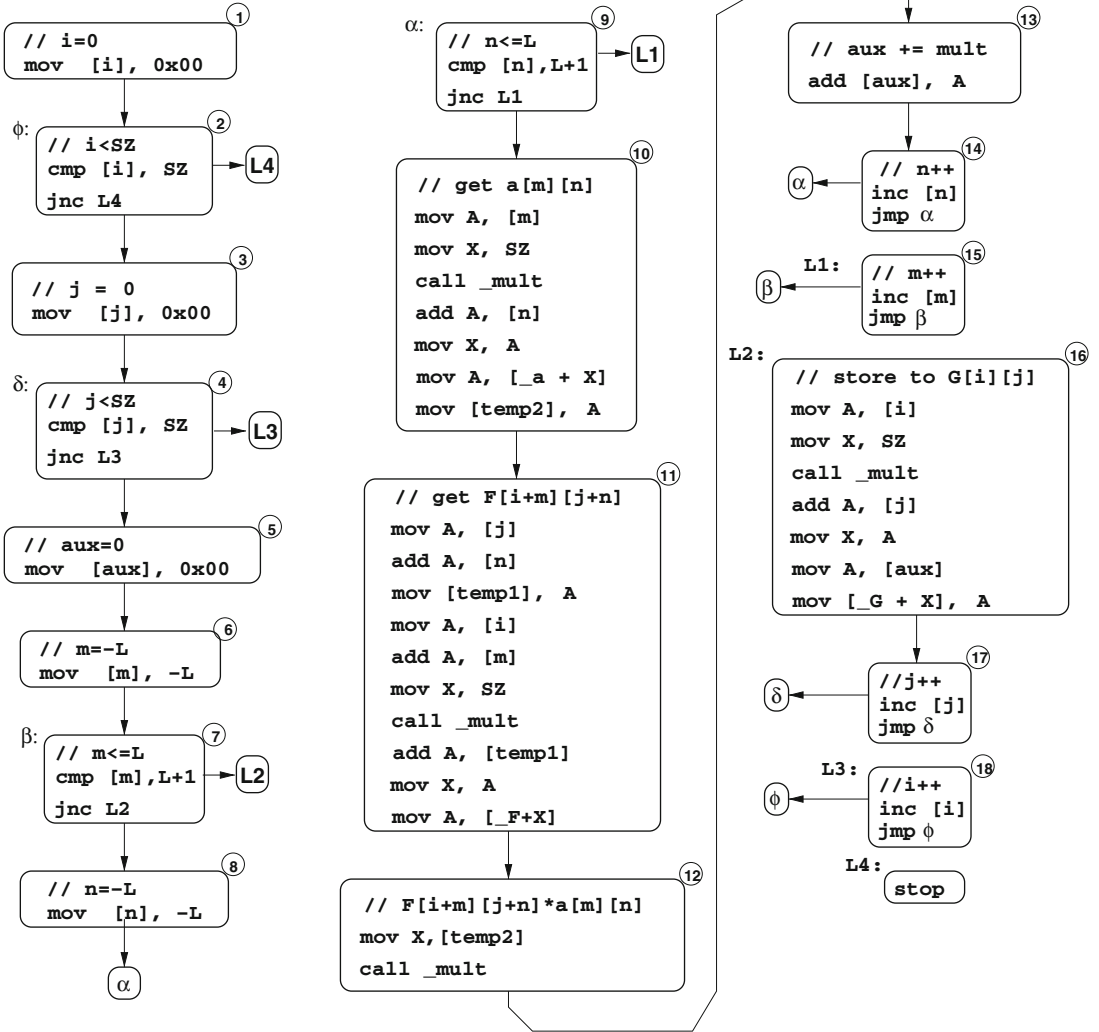 1
// i=0
mov [i], 0x00
ϕ:
2
// i<SZ
cmp [i], SZ
jnc L4
L4
3
// j = 0
mov [j], 0x00
δ:
4
// j<SZ
cmp [j], SZ
jnc L3
L3
5
// aux=0
mov [aux], 0x00
6
// m=-L
mov [m], -L
β:
7
// m<=L
cmp [m],L+1
jnc L2
L2
8
// n=-L
mov [n], -L
α
α:
9
// n<=L
cmp [n],L+1
jnc L1
L1
10
// get a[m][n]
mov A, [m]
mov X, SZ
call _mult
add A, [n]
mov X, A
mov A, [_a + X]
mov [temp2], A
11
// get F[i+m][j+n]
mov A, [j]
add A, [n]
mov [temp1], A
mov A, [i]
add A, [m]
mov X, SZ
call _mult
add A, [temp1]
mov X, A
mov A, [_F+X]
12
// F[i+m][j+n]*a[m][n]
mov X,[temp2]
call _mult
13
// aux += mult
add [aux], A
14
// n++
inc [n]
jmp α
α
L1:
15
// m++
inc [m]
jmp β
β
L2:
16
// store to G[i][j]
mov A, [i]
mov X, SZ
call _mult
add A, [j]
mov X, A
mov A, [aux]
mov [_G + X], A
17
//j++
inc [j]
jmp δ
δ
L3:
18
//i++
inc [i]
jmp ϕ
ϕ
L4:
stop